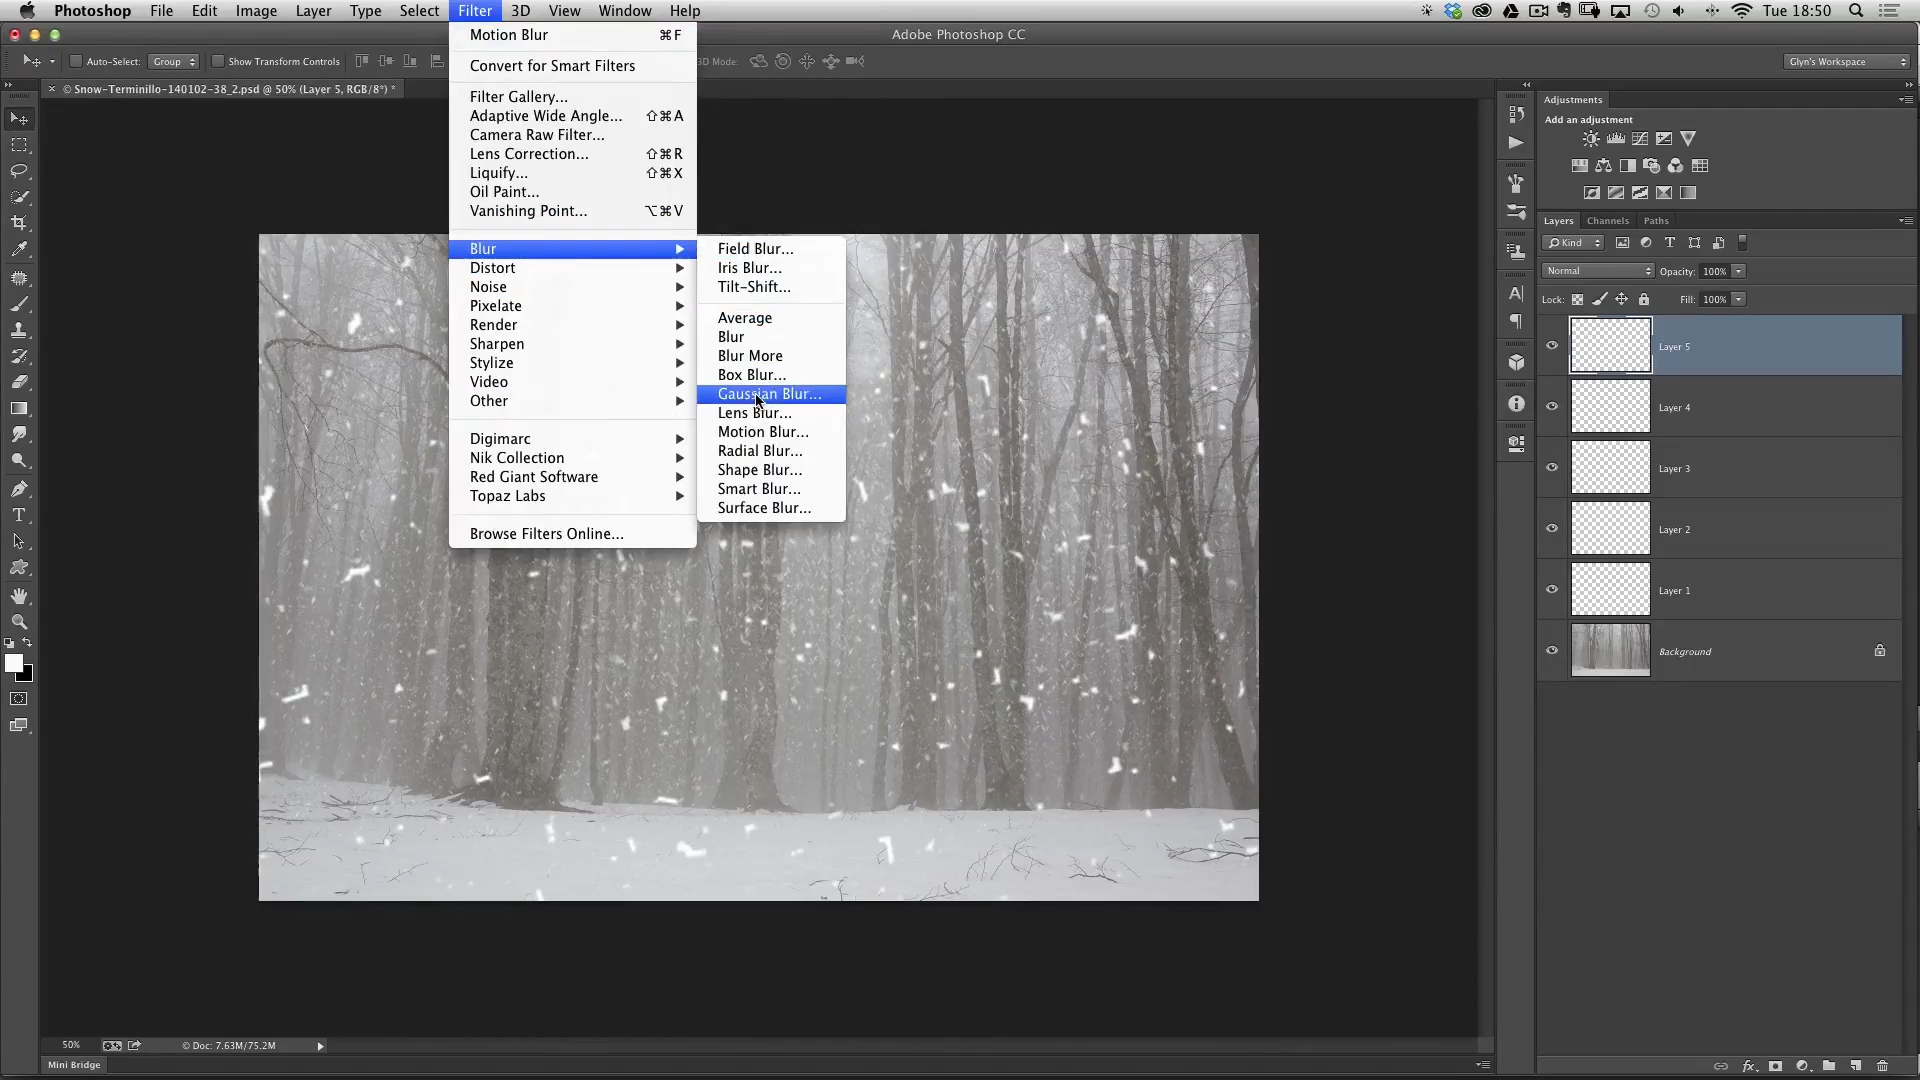 Photoshop File Edit Image Layer Type Select Filter 3D View Window Help Tue 18:50
Adobe Photoshop CC
Auto-Select: Group Show Transform Controls 3D Mode: Glyn's Workspace
© Snow-Terminillo-140102-38_2.psd @ 50% (Layer 5, RGB/8*) *
Motion Blur ⌘F
Convert for Smart Filters
Filter Gallery...
Adaptive Wide Angle... ⇧⌘A
Camera Raw Filter...
Lens Correction... ⇧⌘R
Liquify... ⇧⌘X
Oil Paint...
Vanishing Point... ⌥⌘V
Blur
Distort
Noise
Pixelate
Render
Sharpen
Stylize
Video
Other
Digimarc
Nik Collection
Red Giant Software
Topaz Labs
Browse Filters Online...
Field Blur...
Iris Blur...
Tilt-Shift...
Average
Blur
Blur More
Box Blur...
Gaussian Blur...
Lens Blur...
Motion Blur...
Radial Blur...
Shape Blur...
Smart Blur...
Surface Blur...
Adjustments
Add an adjustment
Layers Channels Paths
Kind
Normal Opacity: 100%
Lock: Fill: 100%
Layer 5
Layer 4
Layer 3
Layer 2
Layer 1
Background
50% © Doc: 7.63M/75.2M
Mini Bridge